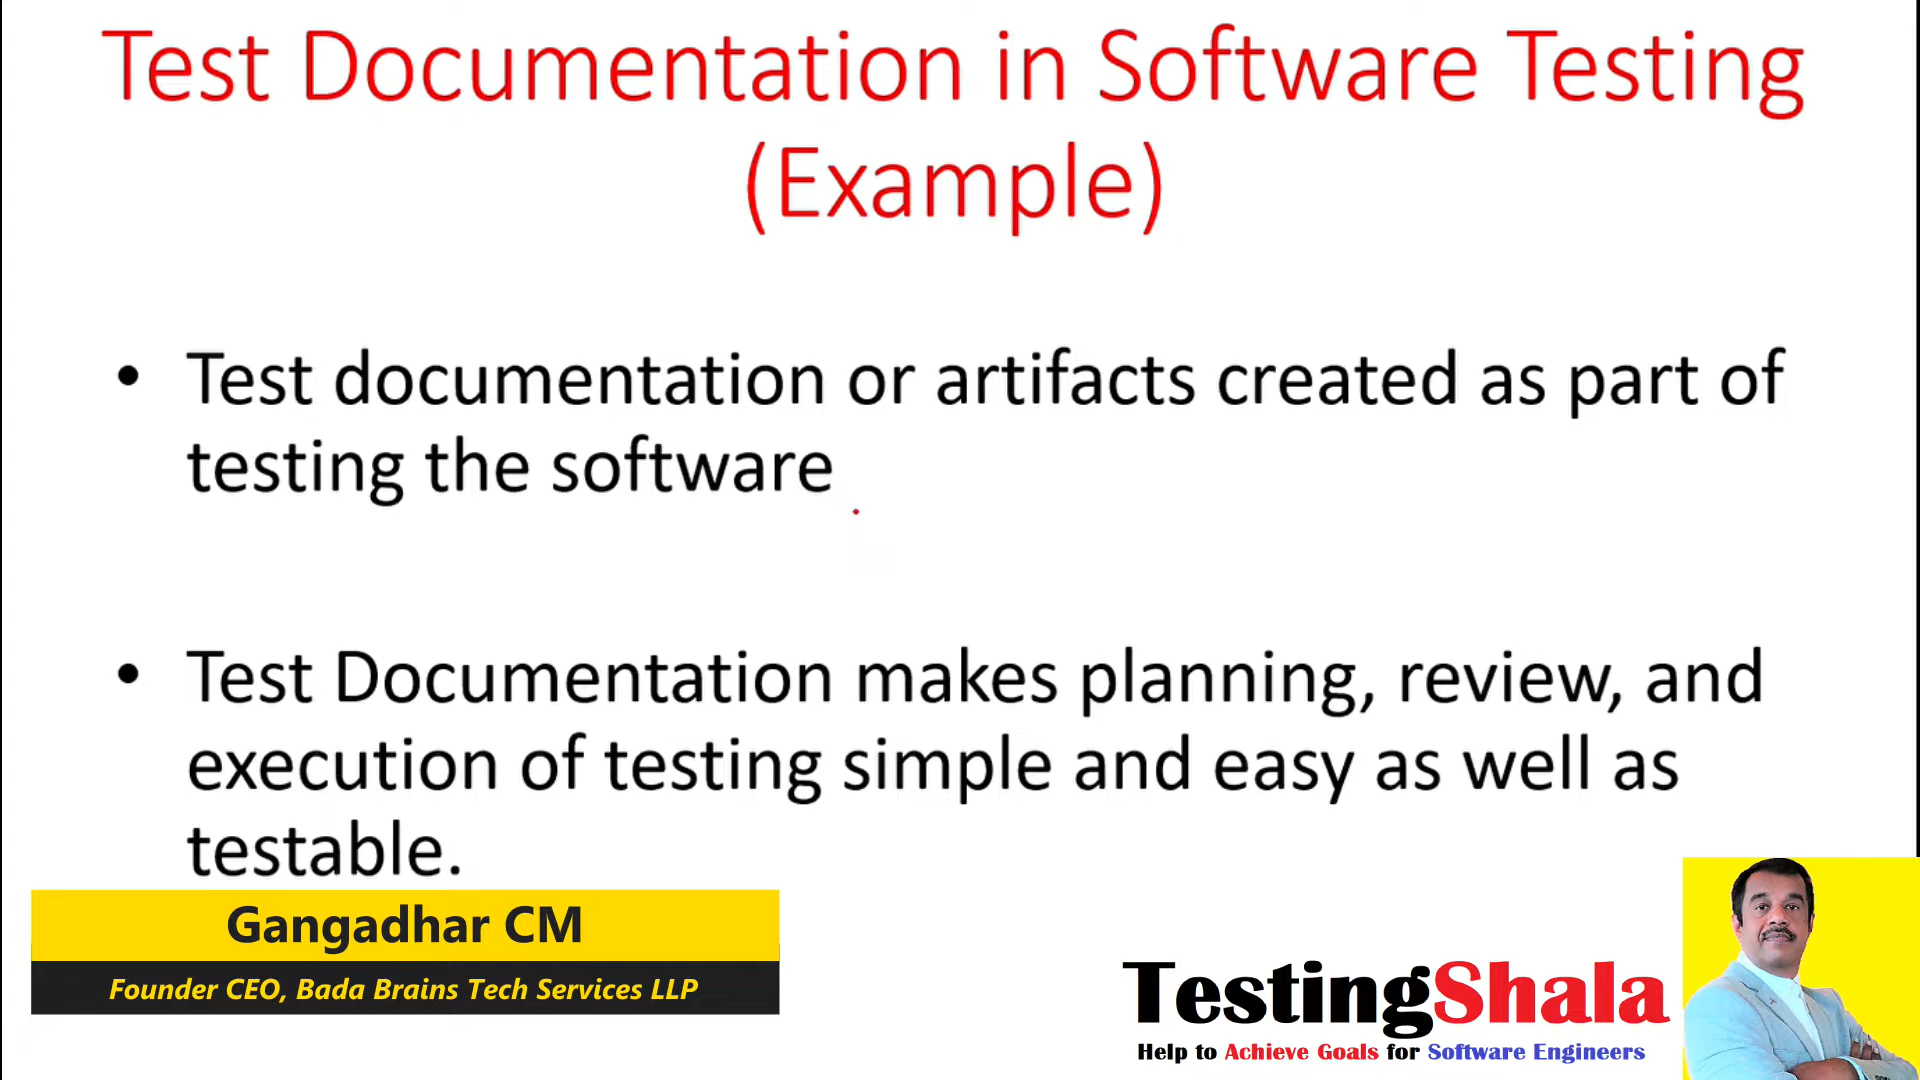 Test Documentation in Software Testing
(Example)
• Test documentation or artifacts created as part of
testing the software
• Test Documentation makes planning, review, and
execution of testing simple and easy as well as
testable.
Gangadhar CM
Founder CEO, Bada Brains Tech Services LLP
TestingShala
Help to Achieve Goals for Software Engineers